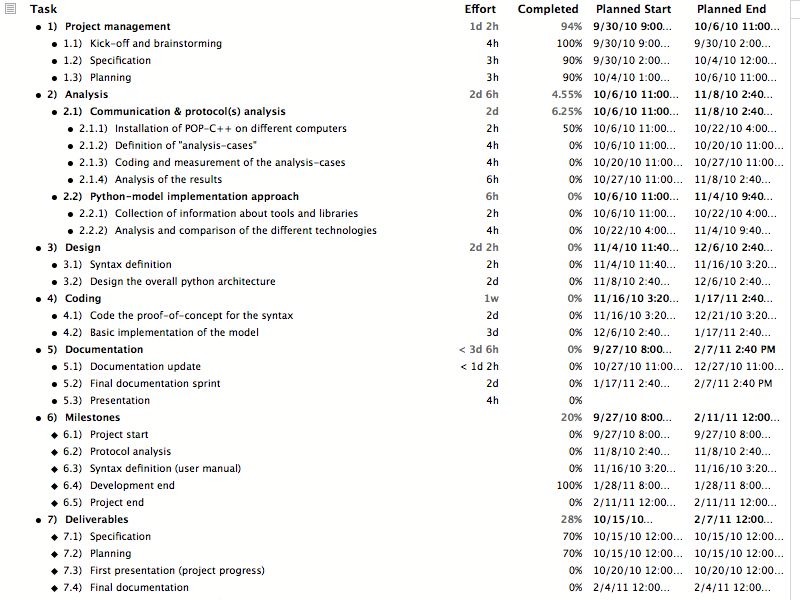 Task Effort Completed Planned Start Planned End
1) Project management 1d 2h 94% 9/30/10 9:00... 10/6/10 11:00...
1.1) Kick-off and brainstorming 4h 100% 9/30/10 9:00... 9/30/10 2:00...
1.2) Specification 3h 90% 9/30/10 2:00... 10/4/10 12:00...
1.3) Planning 3h 90% 10/4/10 1:00... 10/6/10 11:00...
2) Analysis 2d 6h 4.55% 10/6/10 11:00... 11/8/10 2:40...
2.1) Communication & protocol(s) analysis 2d 6.25% 10/6/10 11:00... 11/8/10 2:40...
2.1.1) Installation of POP-C++ on different computers 2h 50% 10/6/10 11:00... 10/22/10 4:00...
2.1.2) Definition of "analysis-cases" 4h 0% 10/6/10 11:00... 10/20/10 11:00...
2.1.3) Coding and measurement of the analysis-cases 4h 0% 10/20/10 11:00... 10/27/10 11:00...
2.1.4) Analysis of the results 6h 0% 10/27/10 11:00... 11/8/10 2:40...
2.2) Python-model implementation approach 6h 0% 10/6/10 11:00... 11/4/10 9:40...
2.2.1) Collection of information about tools and libraries 2h 0% 10/6/10 11:00... 10/22/10 4:00...
2.2.2) Analysis and comparison of the different technologies 4h 0% 10/22/10 4:00... 11/4/10 9:40...
3) Design 2d 2h 0% 11/4/10 11:40... 12/6/10 2:40...
3.1) Syntax definition 2h 0% 11/4/10 11:40... 11/16/10 3:20...
3.2) Design the overall python architecture 2d 0% 11/8/10 2:40... 12/6/10 2:40...
4) Coding 1w 0% 11/16/10 3:20... 1/17/11 2:40...
4.1) Code the proof-of-concept for the syntax 2d 0% 11/16/10 3:20... 12/21/10 3:20...
4.2) Basic implementation of the model 3d 0% 12/6/10 2:40... 1/17/11 2:40...
5) Documentation < 3d 6h 0% 9/27/10 8:00... 2/7/11 2:40 PM
5.1) Documentation update < 1d 2h 0% 10/27/10 11:00... 12/27/10 11:00...
5.2) Final documentation sprint 2d 0% 1/17/11 2:40... 2/7/11 2:40 PM
5.3) Presentation 4h 0%
6) Milestones 20% 9/27/10 8:00... 2/11/11 12:00...
6.1) Project start 0% 9/27/10 8:00... 9/27/10 8:00...
6.2) Protocol analysis 0% 11/8/10 2:40... 11/8/10 2:40...
6.3) Syntax definition (user manual) 0% 11/16/10 3:20... 11/16/10 3:20...
6.4) Development end 100% 1/28/11 8:00... 1/28/11 8:00...
6.5) Project end 0% 2/11/11 12:00... 2/11/11 12:00...
7) Deliverables 28% 10/15/10... 2/7/11 12:00...
7.1) Specification 70% 10/15/10 12:00... 10/15/10 12:00...
7.2) Planning 70% 10/15/10 12:00... 10/15/10 12:00...
7.3) First presentation (project progress) 0% 10/20/10 12:00... 10/20/10 12:00...
7.4) Final documentation 0% 2/4/11 12:00... 2/4/11 12:00...